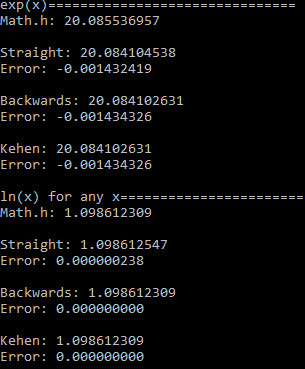 exp(x)===============================
Math.h: 20.085536957
Straight: 20.084104538
Error: -0.001432419
Backwards: 20.084102631
Error: -0.001434326
Kehen: 20.084102631
Error: -0.001434326
ln(x) for any x=======================
Math.h: 1.098612309
Straight: 1.098612547
Error: 0.000000238
Backwards: 1.098612309
Error: 0.000000000
Kehen: 1.098612309
Error: 0.000000000